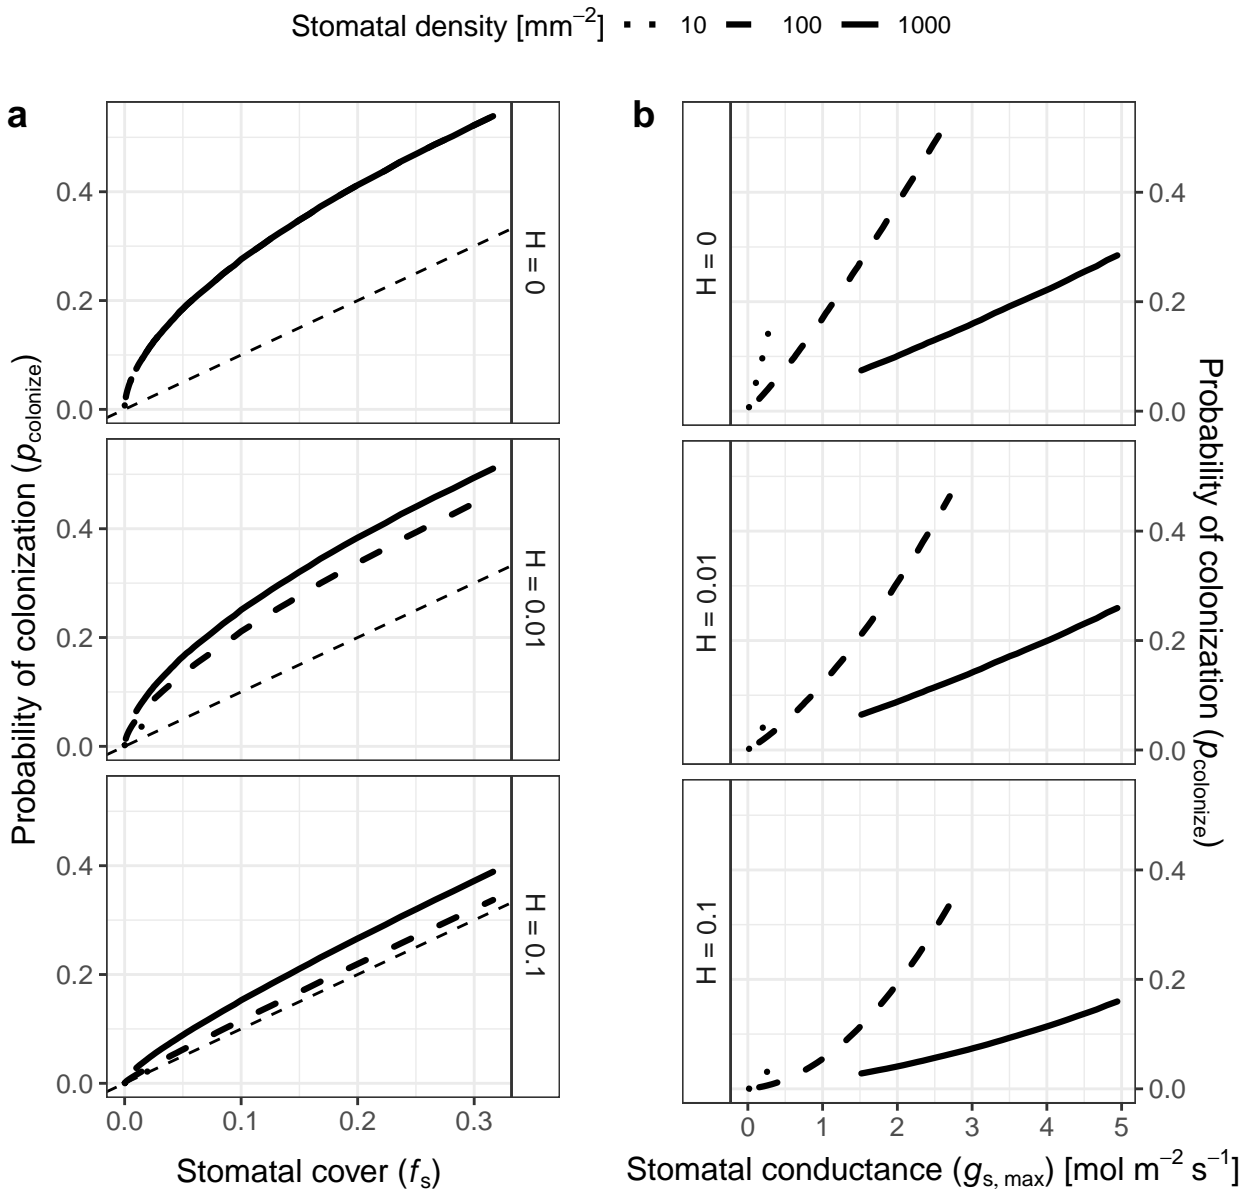 Stomatal density [mm⁻²] 10 100 1000
a
b
Probability of colonization (p_colonize)
0.4
0.2
0.0
H = 0
0.4
0.2
0.0
H = 0.01
0.4
0.2
0.0
H = 0.1
0.0 0.1 0.2 0.3
Stomatal cover (f_s)
H = 0
0.4
0.2
0.0
H = 0.01
0.4
0.2
0.0
H = 0.1
0.4
0.2
0.0
Probability of colonization (p_colonize)
0 1 2 3 4 5
Stomatal conductance (g_s, max) [mol m⁻² s⁻¹]